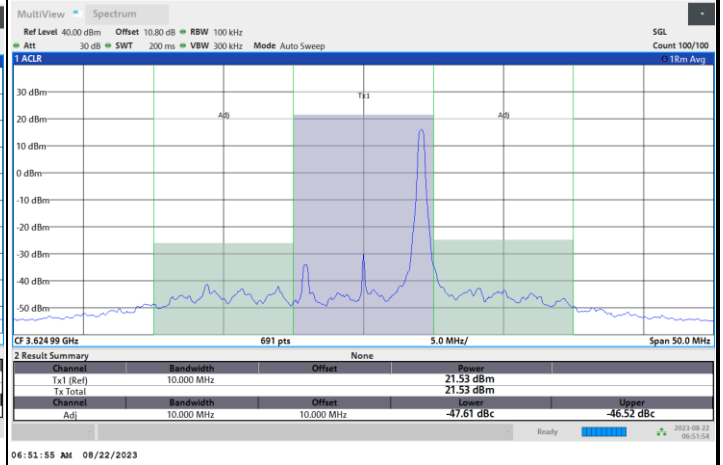 MultiView Spectrum
Ref Level 40.00 dBm Offset 10.80 dB RBW 100 kHz SGL
Att 30 dB SWT 200 ms VBW 300 kHz Mode Auto Sweep Count 100/100
1 ACLR 1Rm Avg
30 dBm
Tx1
20 dBm
Adj Adj
10 dBm
0 dBm
-10 dBm
-20 dBm
-30 dBm
-40 dBm
-50 dBm
CF 3.624 99 GHz 691 pts 5.0 MHz/ Span 50.0 MHz
2 Result Summary None
Channel Bandwidth Offset Power
Tx1 (Ref) 10.000 MHz 21.53 dBm
Tx Total 21.53 dBm
Channel Bandwidth Offset Lower Upper
Adj 10.000 MHz 10.000 MHz -47.61 dBc -46.52 dBc
Ready 2023-08-22
06:51:54
06:51:55 AM 08/22/2023